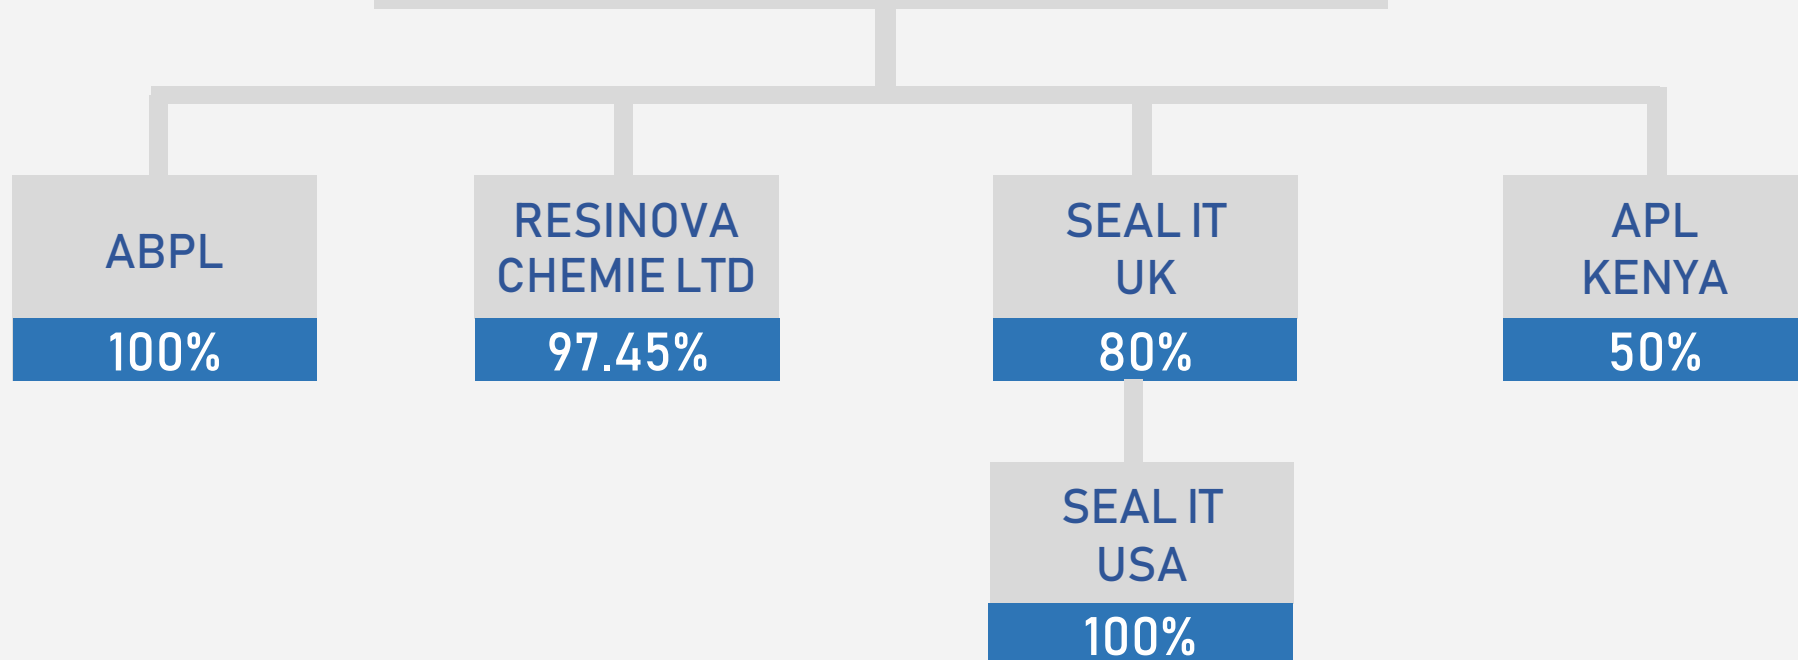 ABPL
100%
RESINOVA
CHEMIE LTD
97.45%
SEAL IT
UK
80%
APL
KENYA
50%
SEAL IT
USA
100%